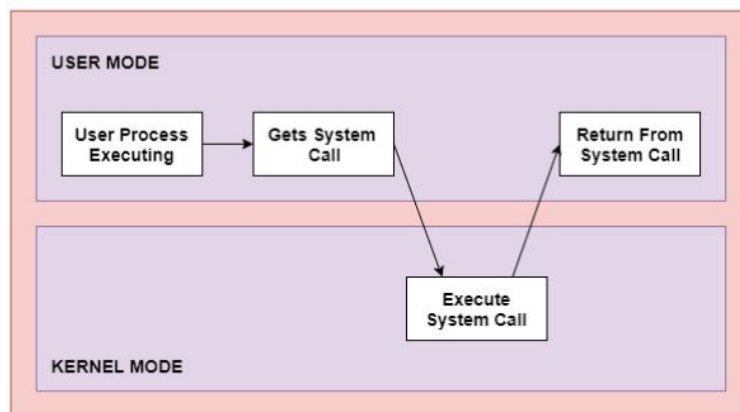 USER MODE
User Process
Executing
Gets System
Call
Return From
System Call
Execute
System Call
KERNEL MODE